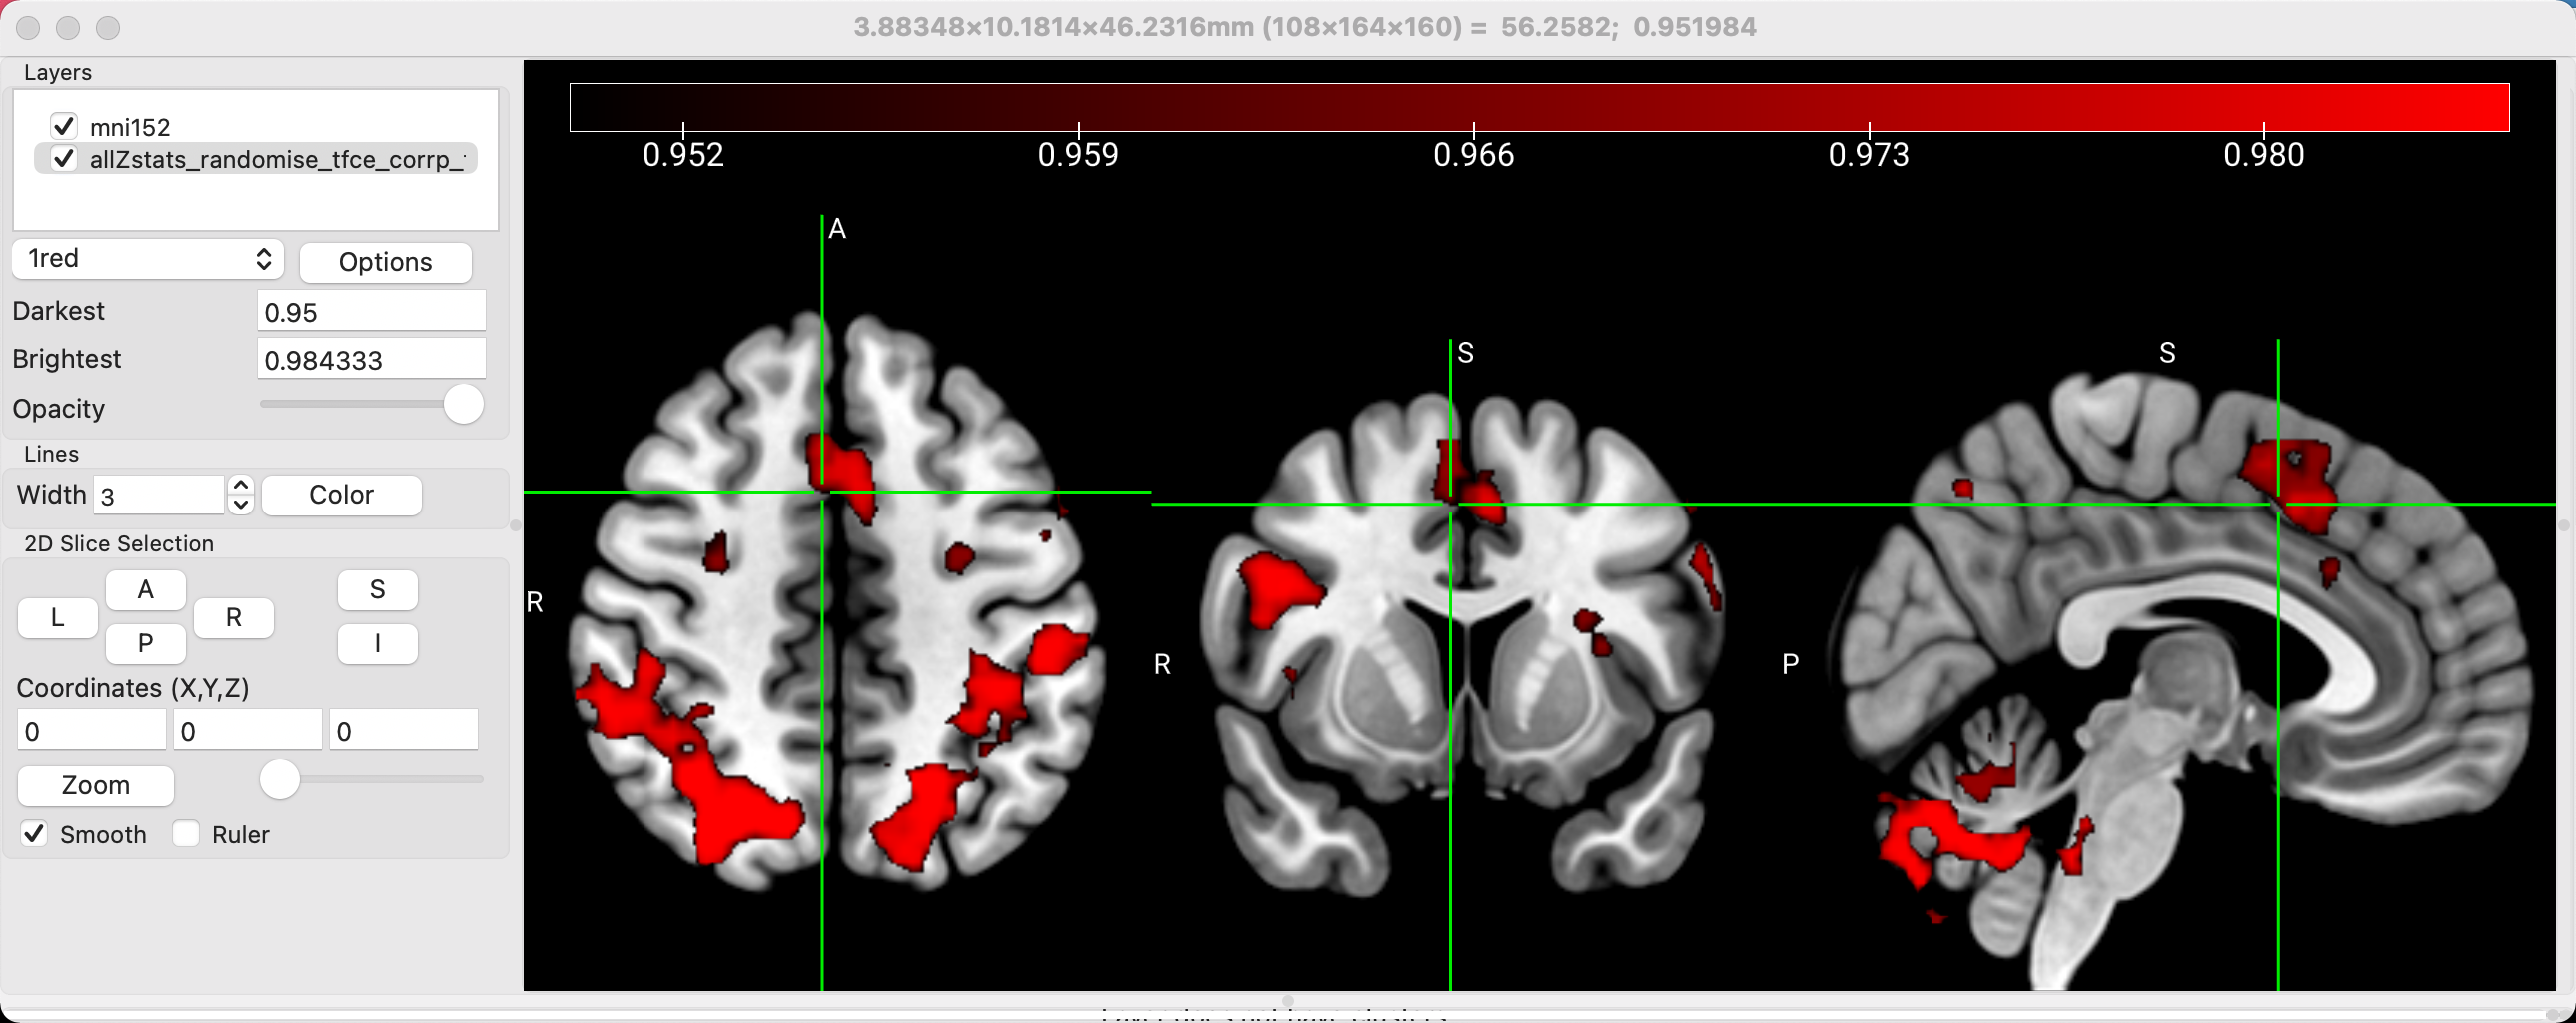 3.88348×10.1814×46.2316mm (108×164×160) = 56.2582; 0.951984
Layers
mni152
allZstats_randomise_tfce_corrp_
1red
Options
Darkest
0.95
Brightest
0.984333
Opacity
Lines
Width
3
Color
2D Slice Selection
A
S
L
R
P
I
Coordinates (X,Y,Z)
0
0
0
Zoom
Smooth
Ruler
0.952
0.959
0.966
0.973
0.980
A
R
S
R
S
P